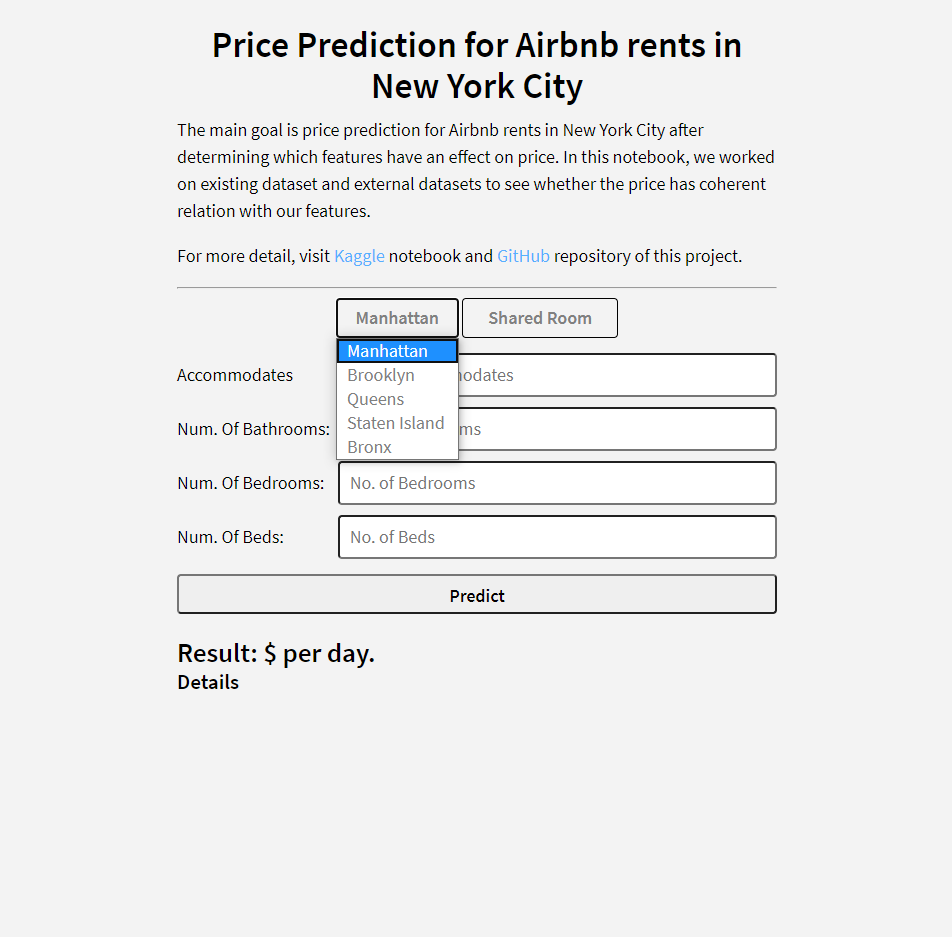 Price Prediction for Airbnb rents in
New York City
The main goal is price prediction for Airbnb rents in New York City after
determining which features have an effect on price. In this notebook, we worked
on existing dataset and external datasets to see whether the price has coherent
relation with our features.
For more detail, visit Kaggle notebook and GitHub repository of this project.
Manhattan Shared Room
Manhattan
Brooklyn
Queens
Staten Island
Bronx
Accommodates
Num. Of Bathrooms:
Num. Of Bedrooms: No. of Bedrooms
Num. Of Beds: No. of Beds
Predict
Result: $ per day.
Details